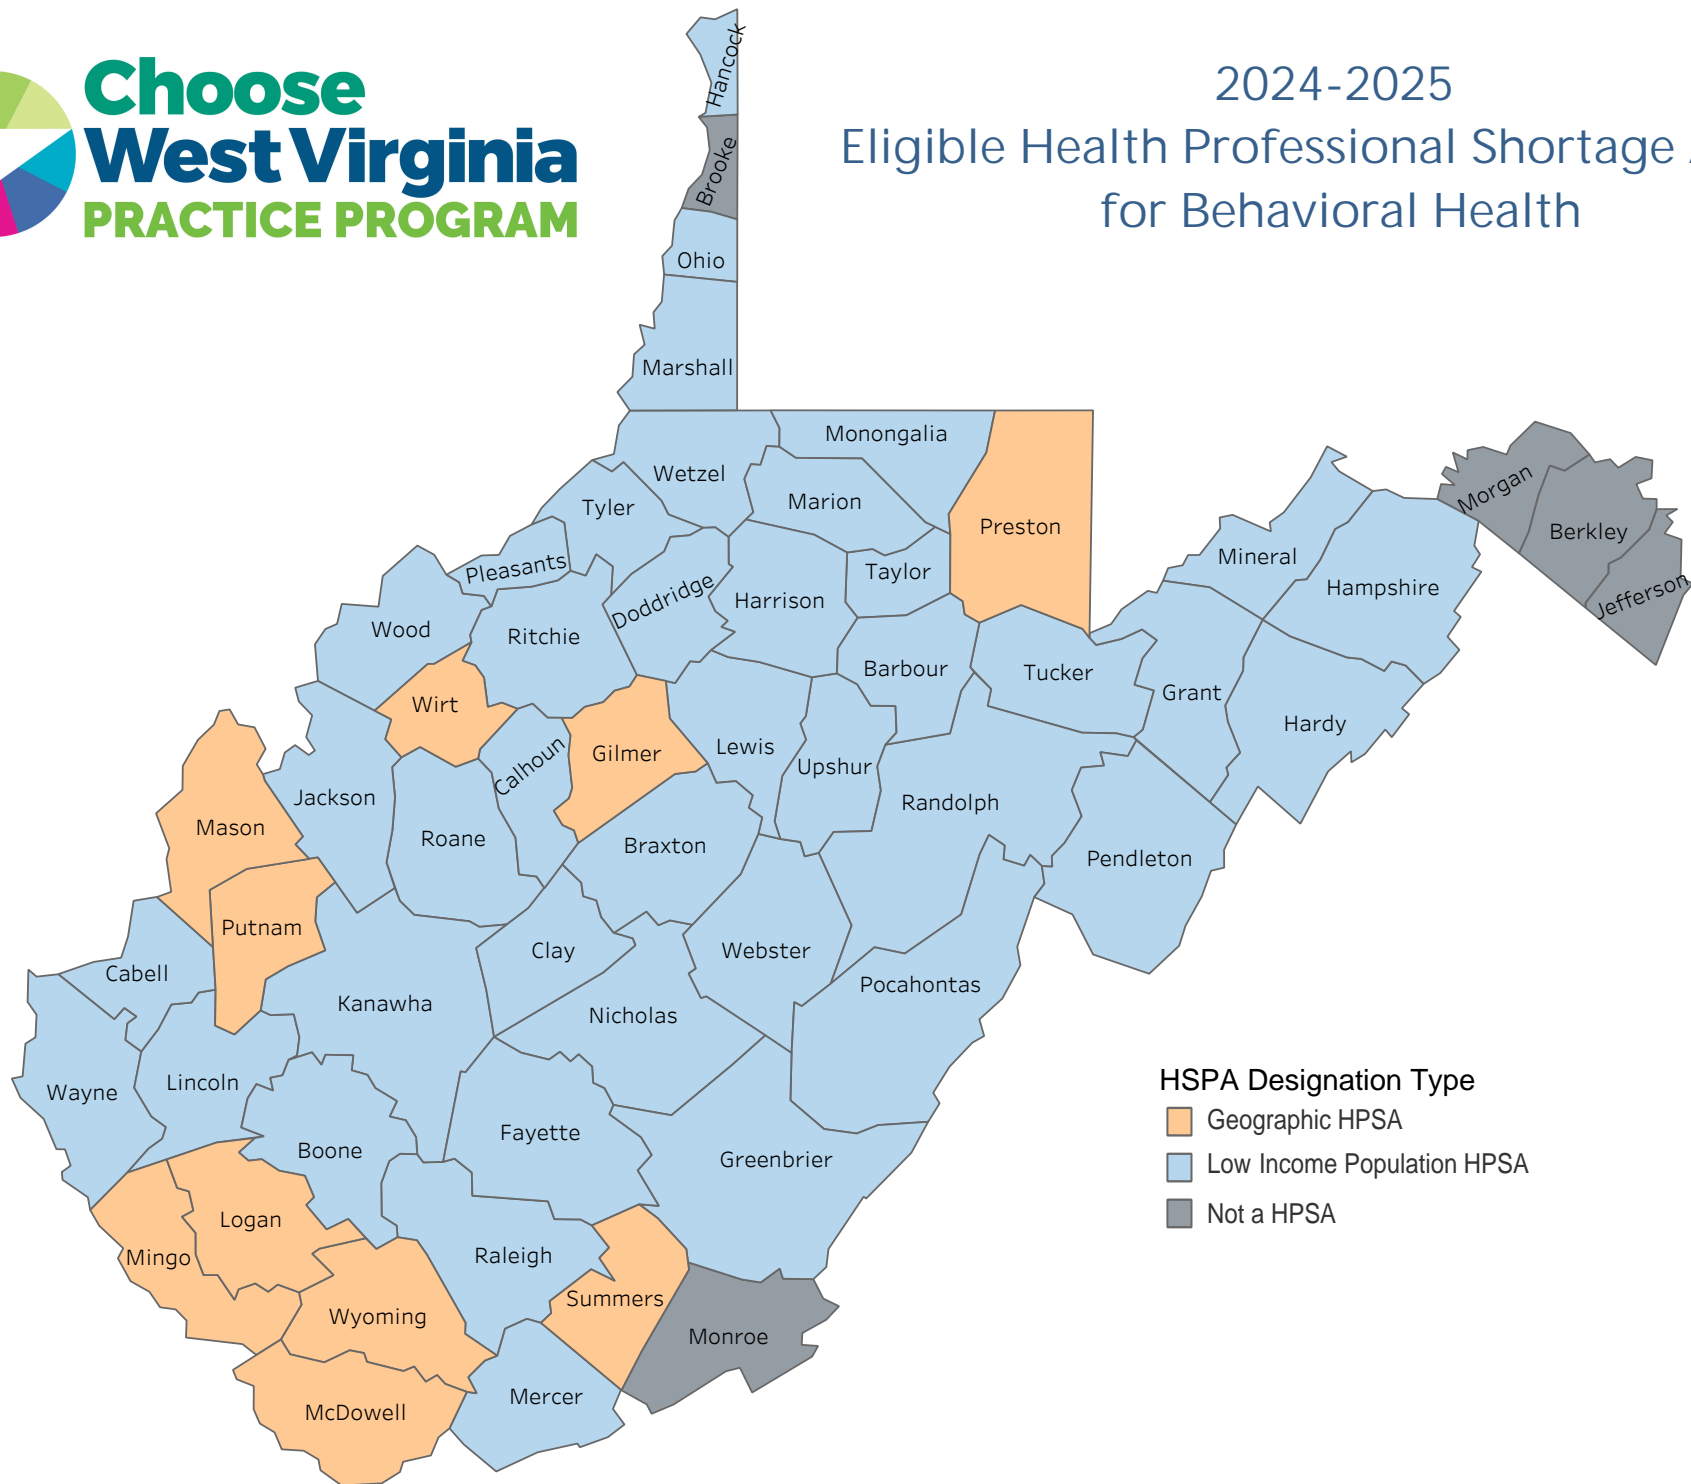 Choose
West Virginia
PRACTICE PROGRAM
2024-2025
Eligible Health Professional Shortage
for Behavioral Health
Hancock
Brooke
Ohio
Marshall
Monongalia
Wetzel
Marion
Tyler
Preston
Morgan
Berkley
Jefferson
Mineral
Hampshire
Pleasants
Taylor
Doddridge
Harrison
Wood
Ritchie
Barbour
Tucker
Grant
Hardy
Wirt
Gilmer
Lewis
Calhoun
Upshur
Jackson
Randolph
Mason
Roane
Braxton
Pendleton
Putnam
Clay
Webster
Cabell
Pocahontas
Kanawha
Nicholas
Wayne
Lincoln
Fayette
Boone
Greenbrier
Logan
Mingo
Raleigh
Summers
Wyoming
Monroe
Mercer
McDowell
HSPA Designation Type
Geographic HPSA
Low Income Population HPSA
Not a HPSA